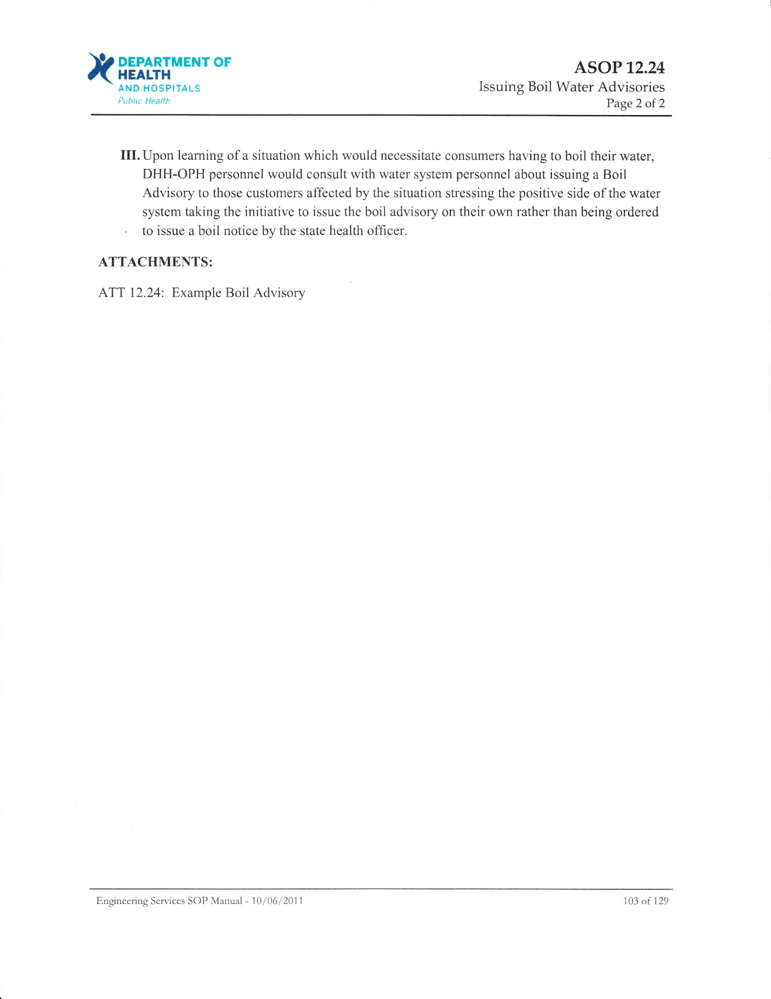 DEPARTMENT OF
HEALTH
AND HOSPITALS
Public Health
ASOP 12.24
Issuing Boil Water Advisories
Page 2 of 2
III. Upon learning of a situation which would necessitate consumers having to boil their water,
DHH-OPH personnel would consult with water system personnel about issuing a Boil
Advisory to those customers affected by the situation stressing the positive side of the water
system taking the initiative to issue the boil advisory on their own rather than being ordered
to issue a boil notice by the state health officer.
ATTACHMENTS:
ATT 12.24: Example Boil Advisory
Engineering Services SOP Manual - 10/06/2011
103 of 129